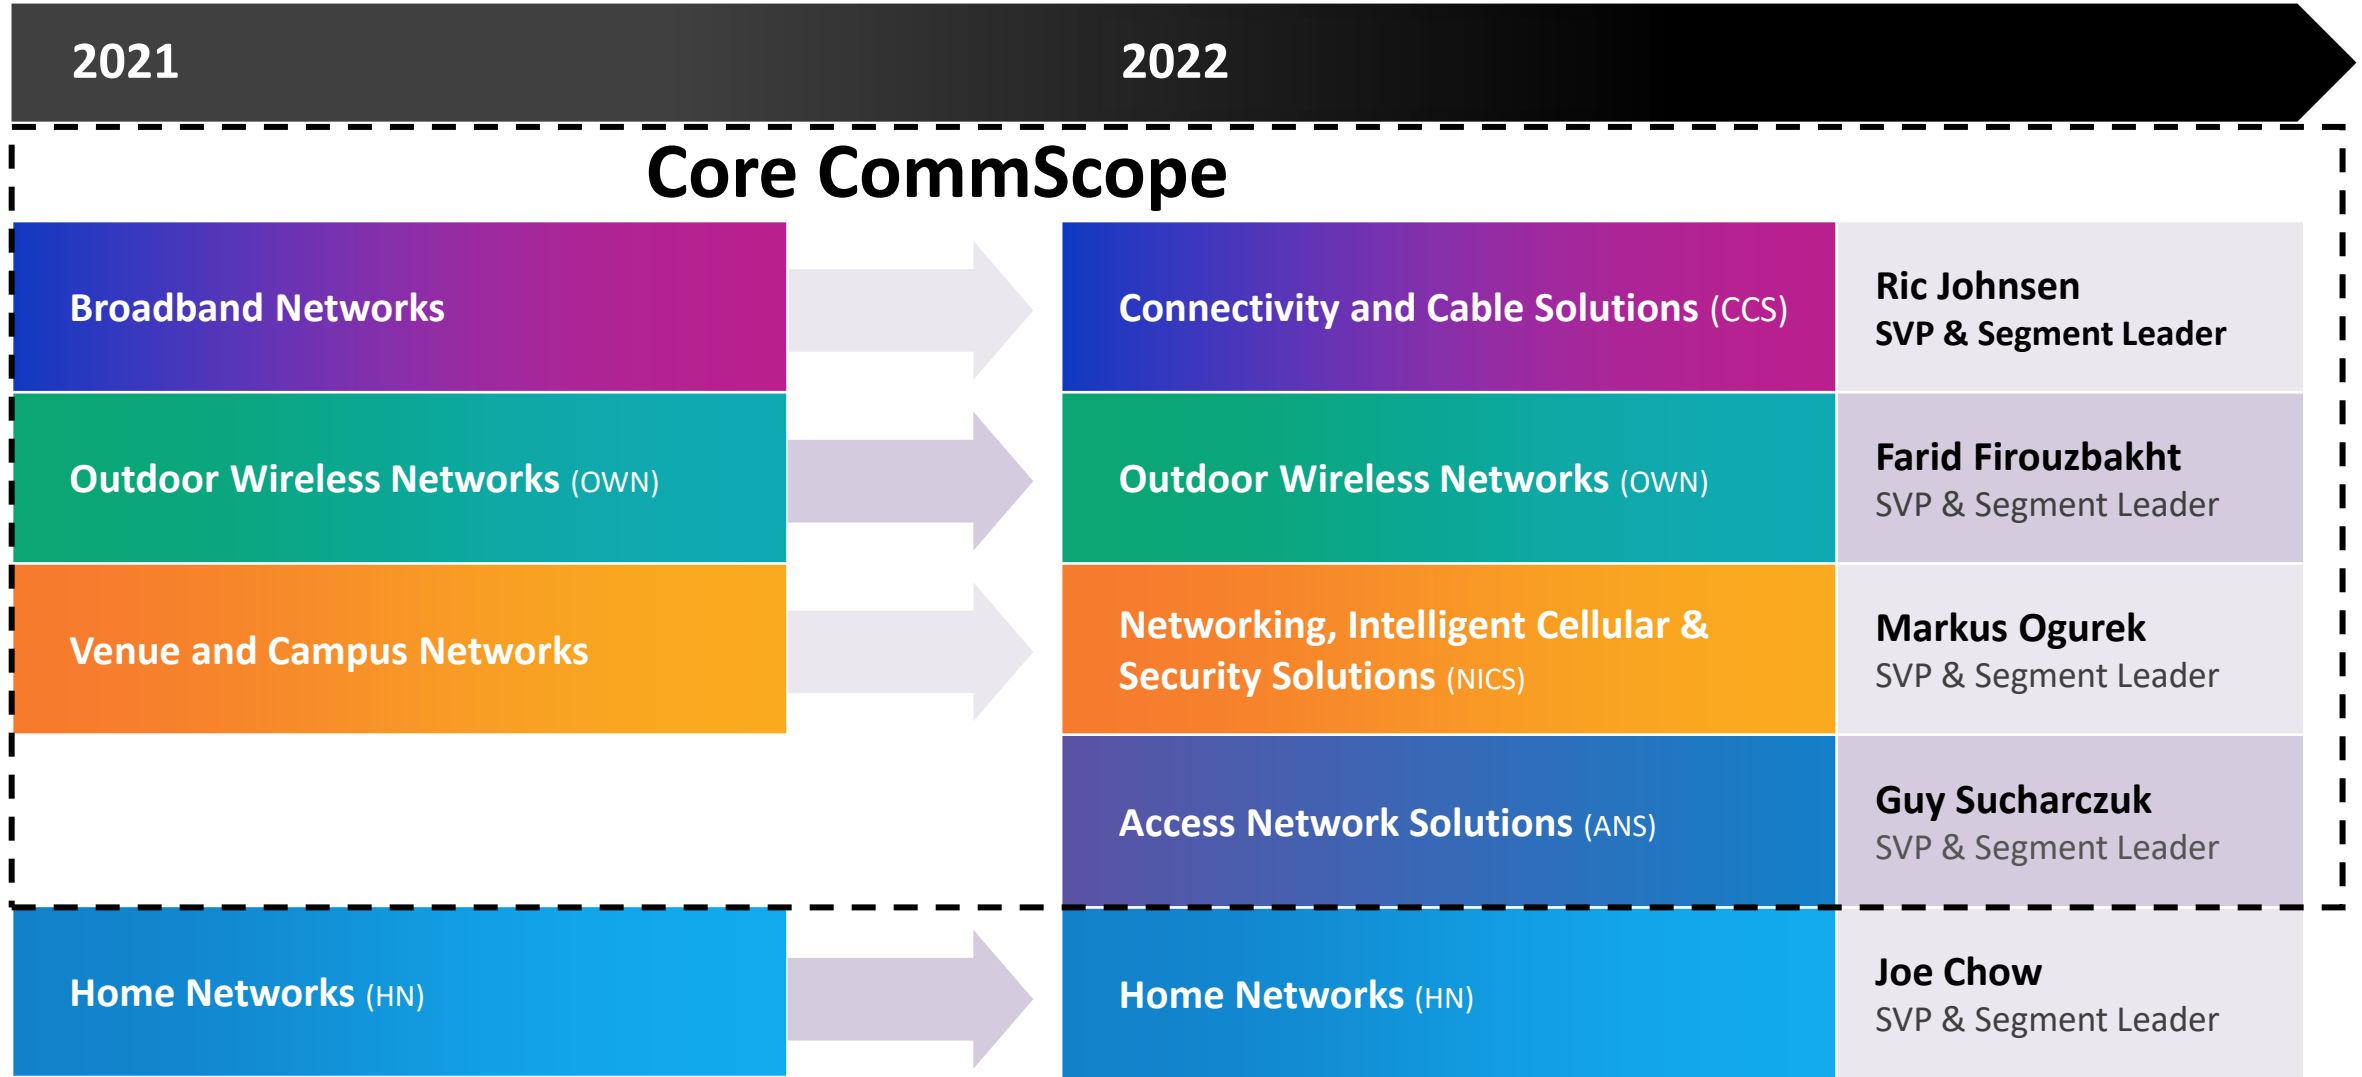 2021
2022
Core CommScope
Broadband Networks
Connectivity and Cable Solutions (CCS)
Ric Johnsen
SVP & Segment Leader
Outdoor Wireless Networks (OWN)
Outdoor Wireless Networks (OWN)
Farid Firouzbakht
SVP & Segment Leader
Venue and Campus Networks
Networking, Intelligent Cellular &
Security Solutions (NICS)
Markus Ogurek
SVP & Segment Leader
Access Network Solutions (ANS)
Guy Sucharczuk
SVP & Segment Leader
Home Networks (HN)
Home Networks (HN)
Joe Chow
SVP & Segment Leader